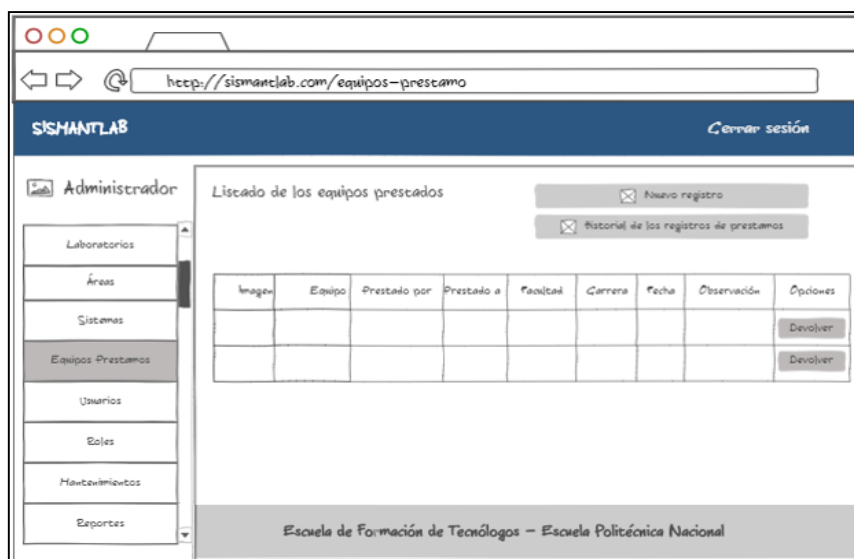 http://sismantlab.com/equipos-prestamo
SISMANTLAB
Cerrar sesión
Administrador
Laboratorios
Áreas
Sistemas
Equipos Prestamos
Usuarios
Roles
Mantenimientos
Reportes
Listado de los equipos prestados
Nuevo registro
Historial de los registros de prestamos
Imagen Equipo Prestado por Prestado a Facultad Carrera Fecha Observación Opciones
Devolver
Devolver
Escuela de Formación de Tecnólogos - Escuela Politécnica Nacional